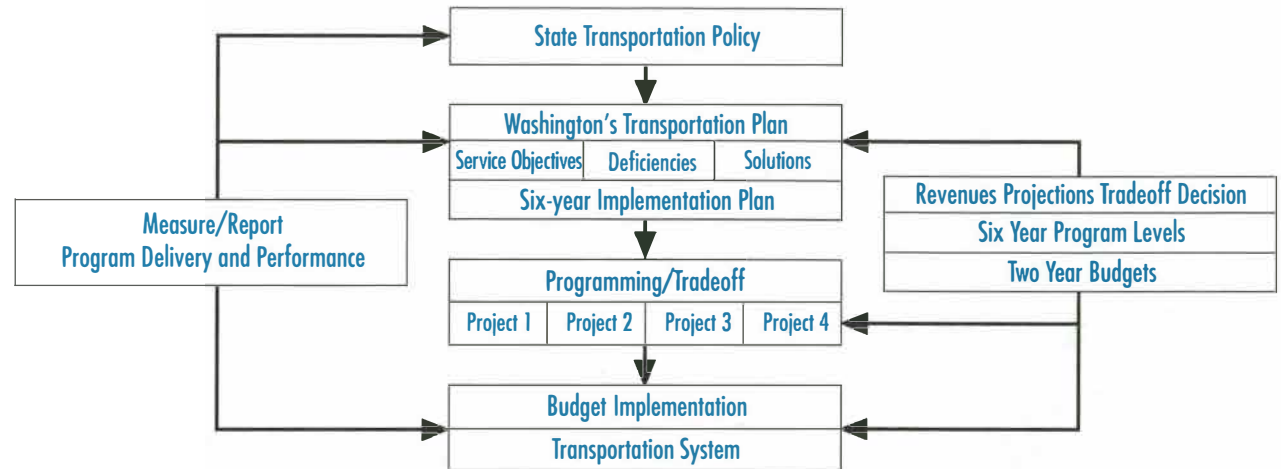 State Transportation Policy
Washington's Transportation Plan
Service Objectives
Deficiencies
Solutions
Six-year Implementation Plan
Measure/Report
Program Delivery and Performance
Revenues Projections Tradeoff Decision
Six Year Program Levels
Two Year Budgets
Programming/Tradeoff
Project 1
Project 2
Project 3
Project 4
Budget Implementation
Transportation System